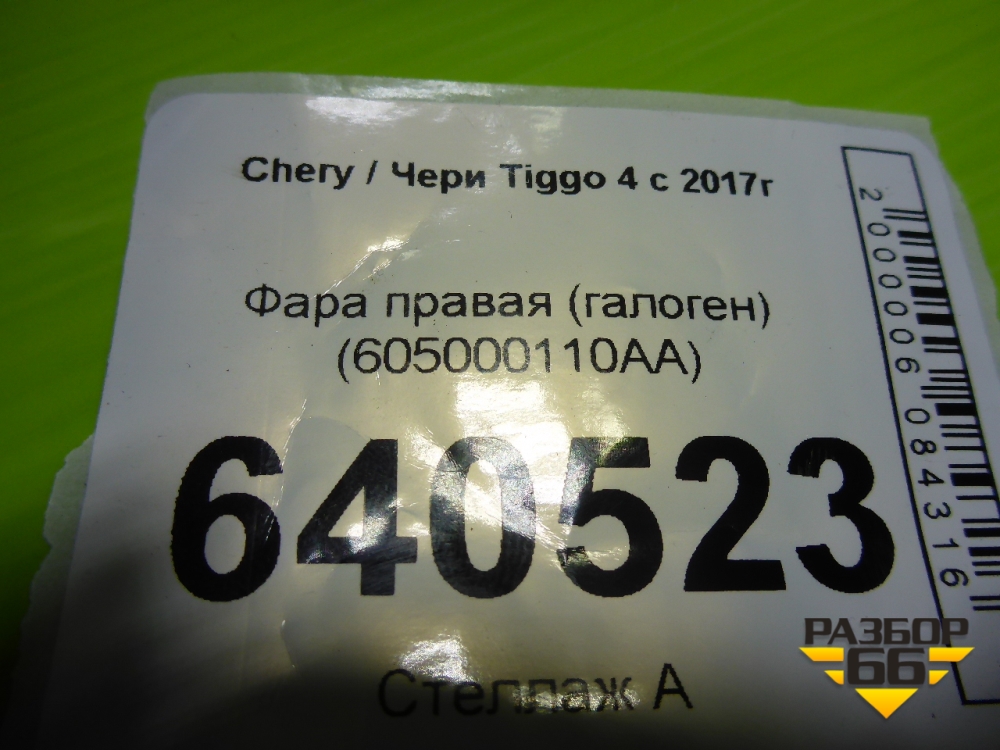 Chery / Чери Tiggo 4 с 2017г
Фара правая (галоген)
(605000110AA)
640523
Стеллаж А
2000006084316
РАЗБОР
66